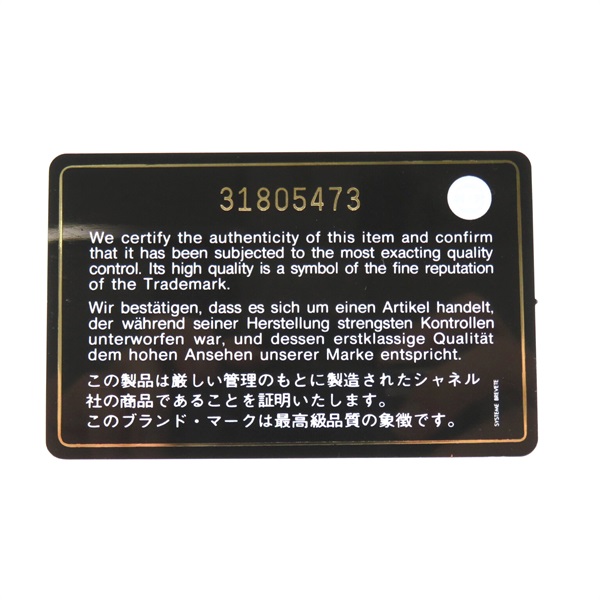 31805473
We certify the authenticity of this item and confirm
that it has been subjected to the most exacting quality
control. Its high quality is a symbol of the fine reputation
of the Trademark.
Wir bestätigen, dass es sich um einen Artikel handelt,
der während seiner Herstellung strengsten Kontrollen
unterworfen war, und dessen erstklassige Qualität
dem hohen Ansehen unserer Marke entspricht.
この製品は厳しい管理のもとに製造されたシャネル
社の商品であることを証明いたします。
このブランド・マークは最高級品質の象徴です。
SYSTEME BREVETE